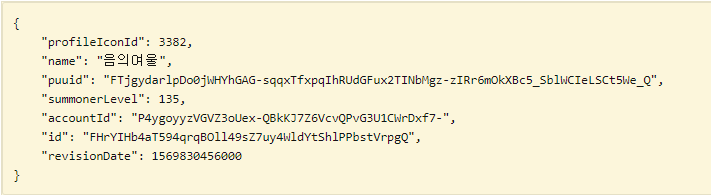 {
    "profileIconId": 3382,
    "name": "음의여울",
    "puuid": "FTjgydarlpDo0jWHYhGAG-sqqxTfxpqIhRUdGFux2TINbMgz-zIRr6mOkXBc5_SblWCIeLSCt5We_Q",
    "summonerLevel": 135,
    "accountId": "P4ygoyyzVGVZ3oUex-QBkKJ7Z6VcvQPvG3U1CWrDxf7-",
    "id": "FHrYIHb4aT594qrqBOll49sZ7uy4WldYtShlPPbstVrpgQ",
    "revisionDate": 1569830456000
}